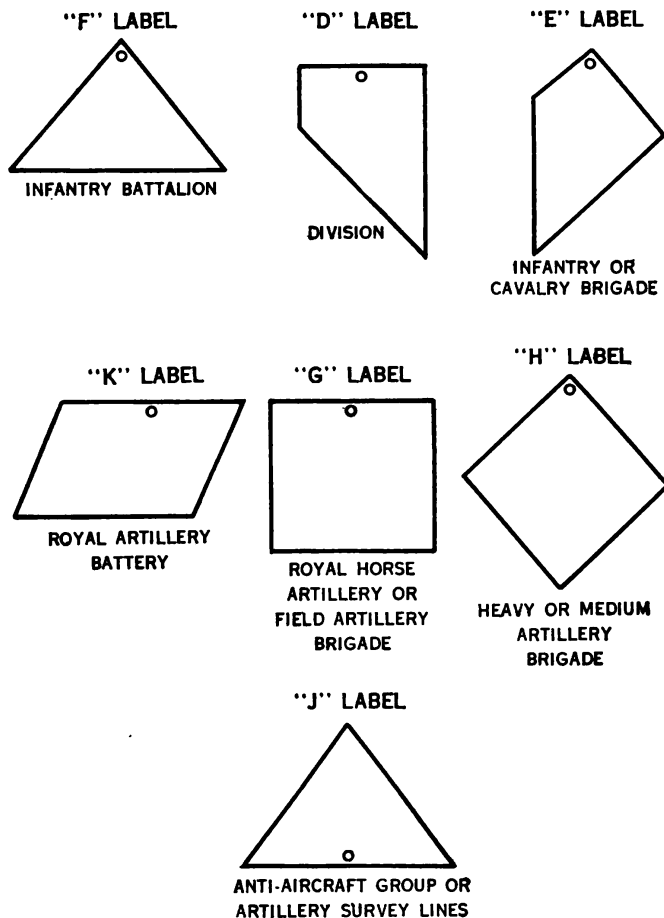 "F" LABEL
INFANTRY BATTALION
"D" LABEL
DIVISION
"E" LABEL
INFANTRY OR
CAVALRY BRIGADE
"K" LABEL
ROYAL ARTILLERY
BATTERY
"G" LABEL
ROYAL HORSE
ARTILLERY OR
FIELD ARTILLERY
BRIGADE
"H" LABEL
HEAVY OR MEDIUM
ARTILLERY
BRIGADE
"J" LABEL
ANTI-AIRCRAFT GROUP OR
ARTILLERY SURVEY LINES